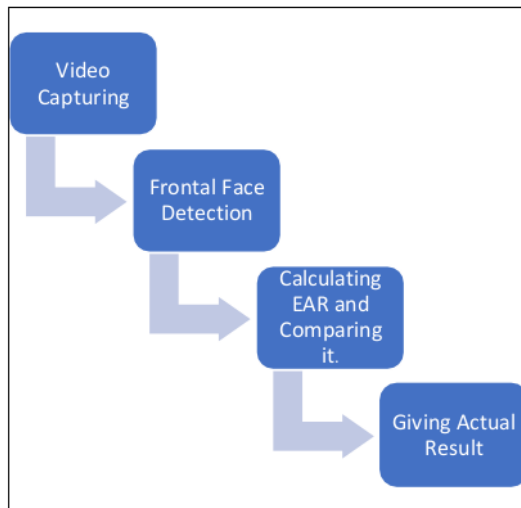 Video
Capturing
Frontal Face
Detection
Calculating
EAR and
Comparing
it.
Giving Actual
Result